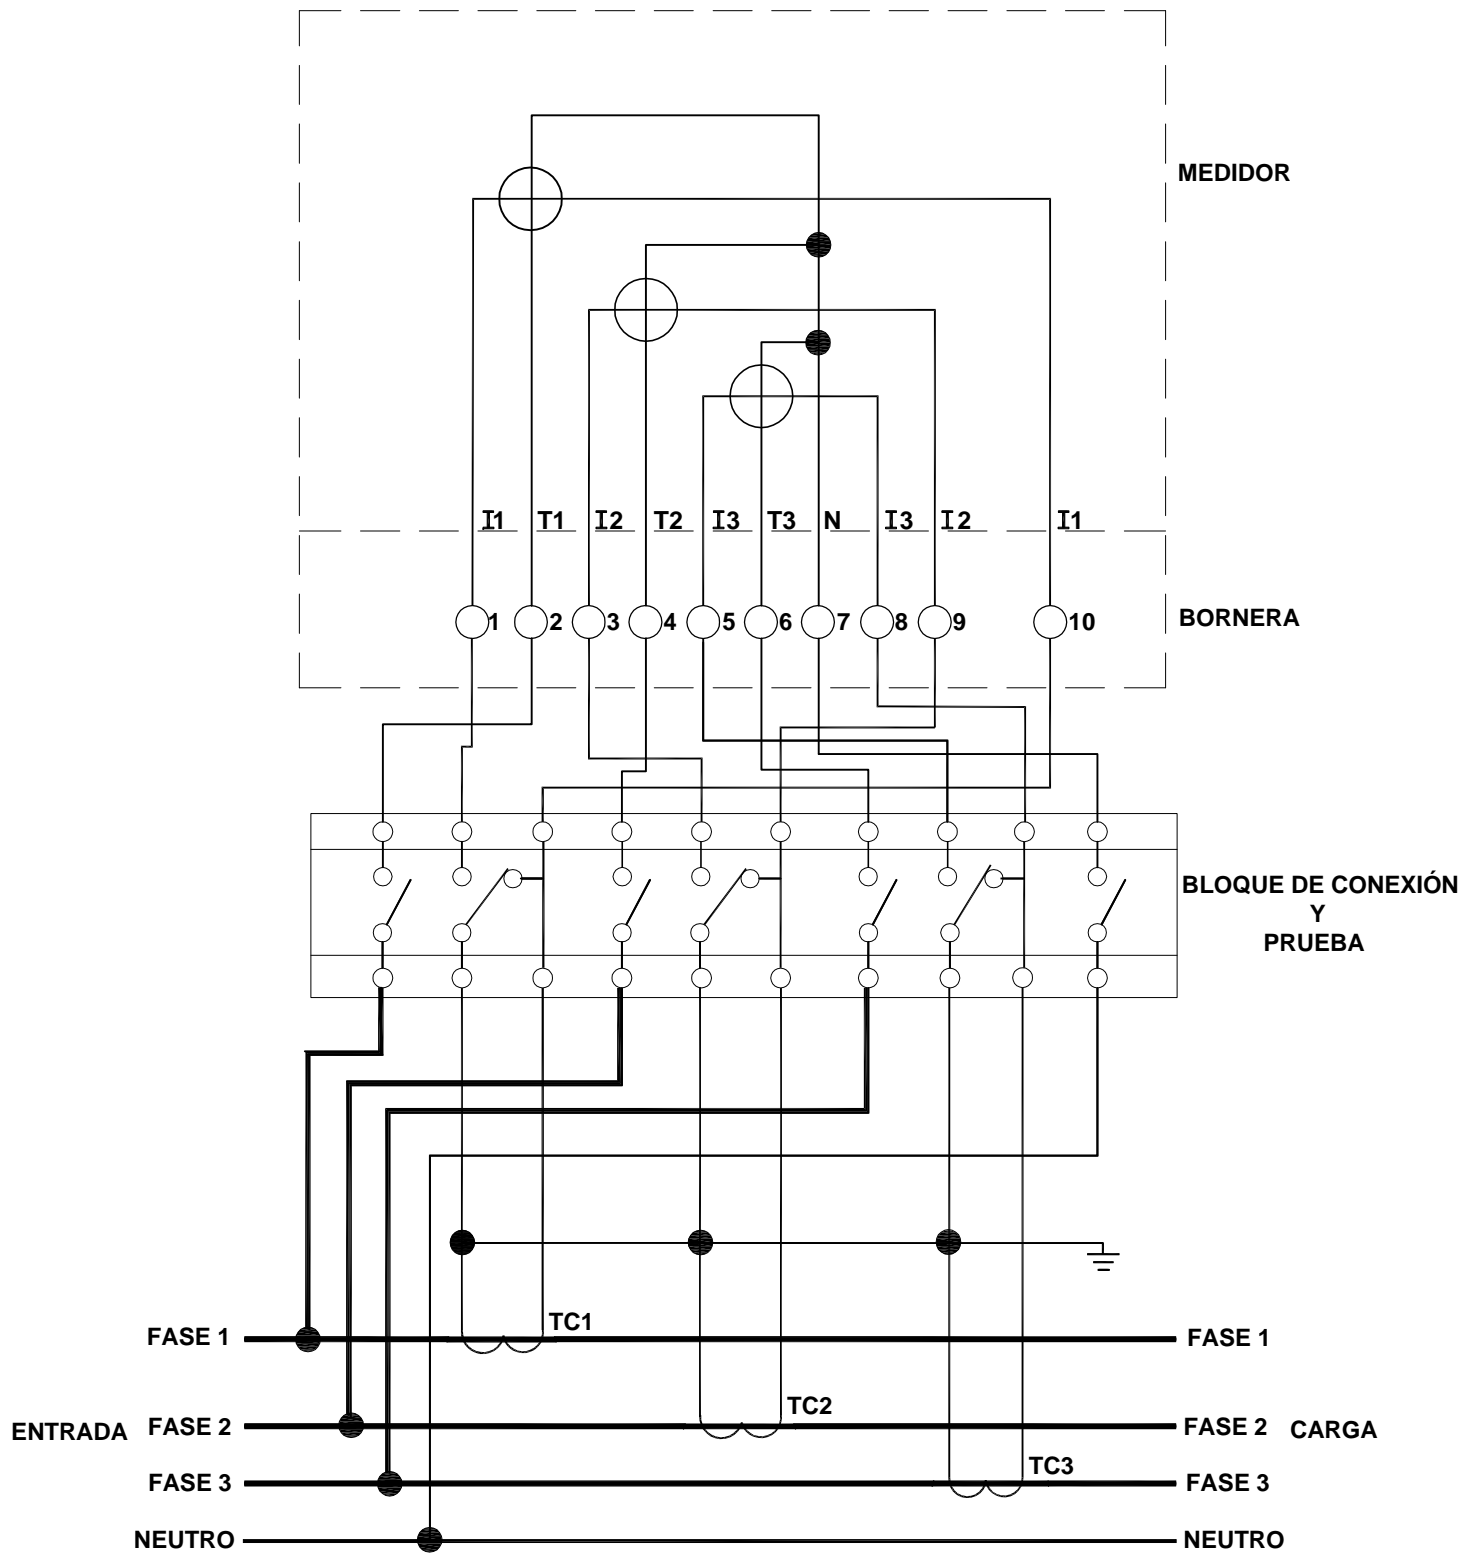 MEDIDOR
I1 T1 I2 T2 I3 T3 N I3 I2 I1
1 2 3 4 5 6 7 8 9 10
BORNERA
BLOQUE DE CONEXIÓN
Y
PRUEBA
TC1
FASE 1 FASE 1
TC2
ENTRADA FASE 2 FASE 2 CARGA
TC3
FASE 3 FASE 3
NEUTRO NEUTRO